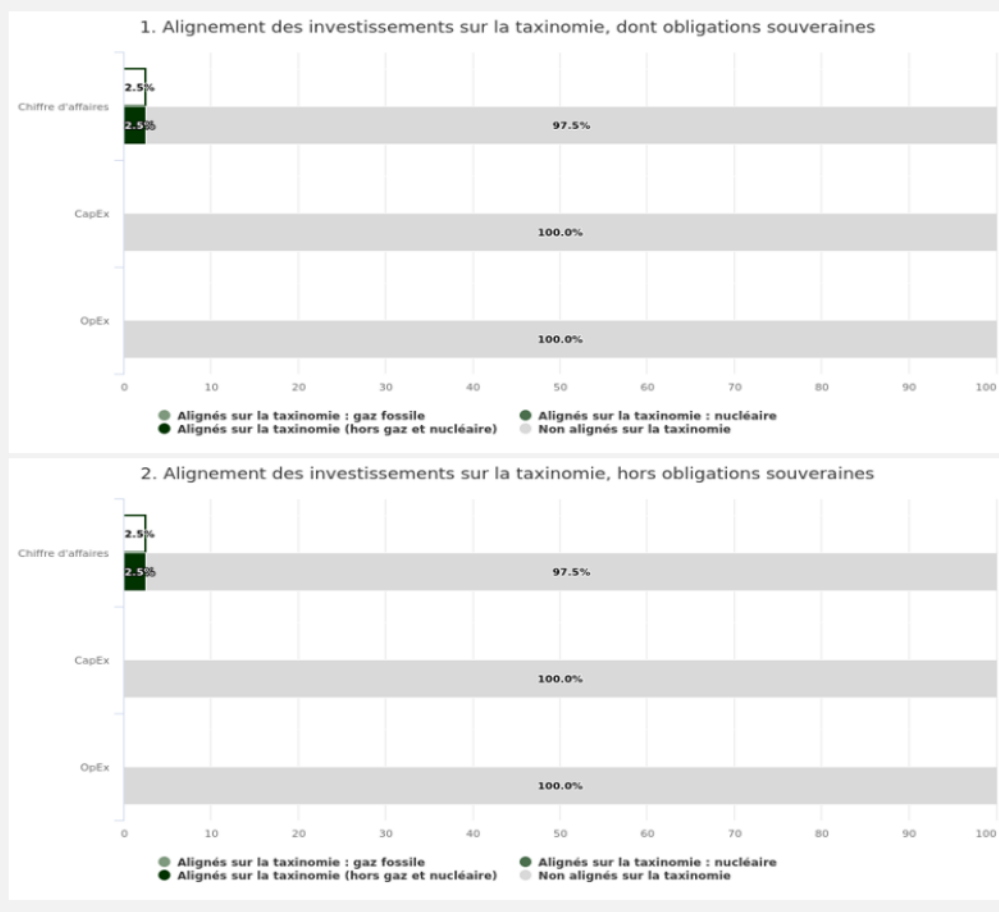 1. Alignement des investissements sur la taxinomie, dont obligations souveraines
2.5%
Chiffre d'affaires
2.5%
97.5%
CapEx
100.0%
OpEx
100.0%
0 10 20 30 40 50 60 70 80 90 100
Alignés sur la taxinomie : gaz fossile
Alignés sur la taxinomie : nucléaire
Alignés sur la taxinomie (hors gaz et nucléaire)
Non alignés sur la taxinomie
2. Alignement des investissements sur la taxinomie, hors obligations souveraines
2.5%
Chiffre d'affaires
2.5%
97.5%
CapEx
100.0%
OpEx
100.0%
0 10 20 30 40 50 60 70 80 90 100
Alignés sur la taxinomie : gaz fossile
Alignés sur la taxinomie : nucléaire
Alignés sur la taxinomie (hors gaz et nucléaire)
Non alignés sur la taxinomie